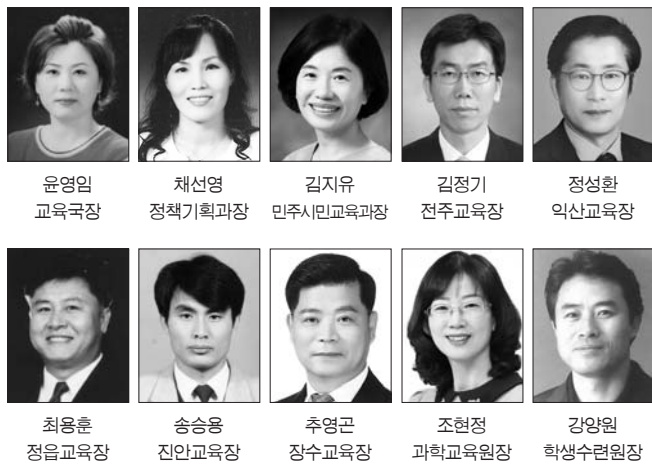 윤영임 채선영 김지유 김정기 정성환
교육국장 정책기획과장 민주시민교육과장 전주교육장 익산교육장
최용훈 송승용 추영곤 조현정 강양원
정읍교육장 진안교육장 장수교육장 과학교육원장 학생수련원장